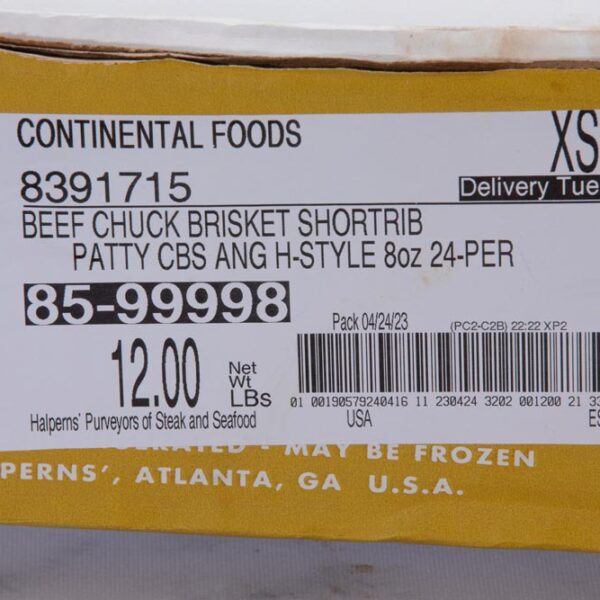 CONTINENTAL FOODS
XS
8391715
Delivery Tue
BEEF CHUCK BRISKET SHORTRIB
PATTY CBS ANG H-STYLE 8oz 24-PER
85-99998
Pack 04/24/23 (PC2-C2B) 22:22 XP2
12.00 Net Wt LBs
01 00190579240416 11 230424 3202 001200 21 33
Halperns' Purveyors of Steak and Seafood
USA
ES
MAY BE FROZEN
PERNS', ATLANTA, GA U.S.A.